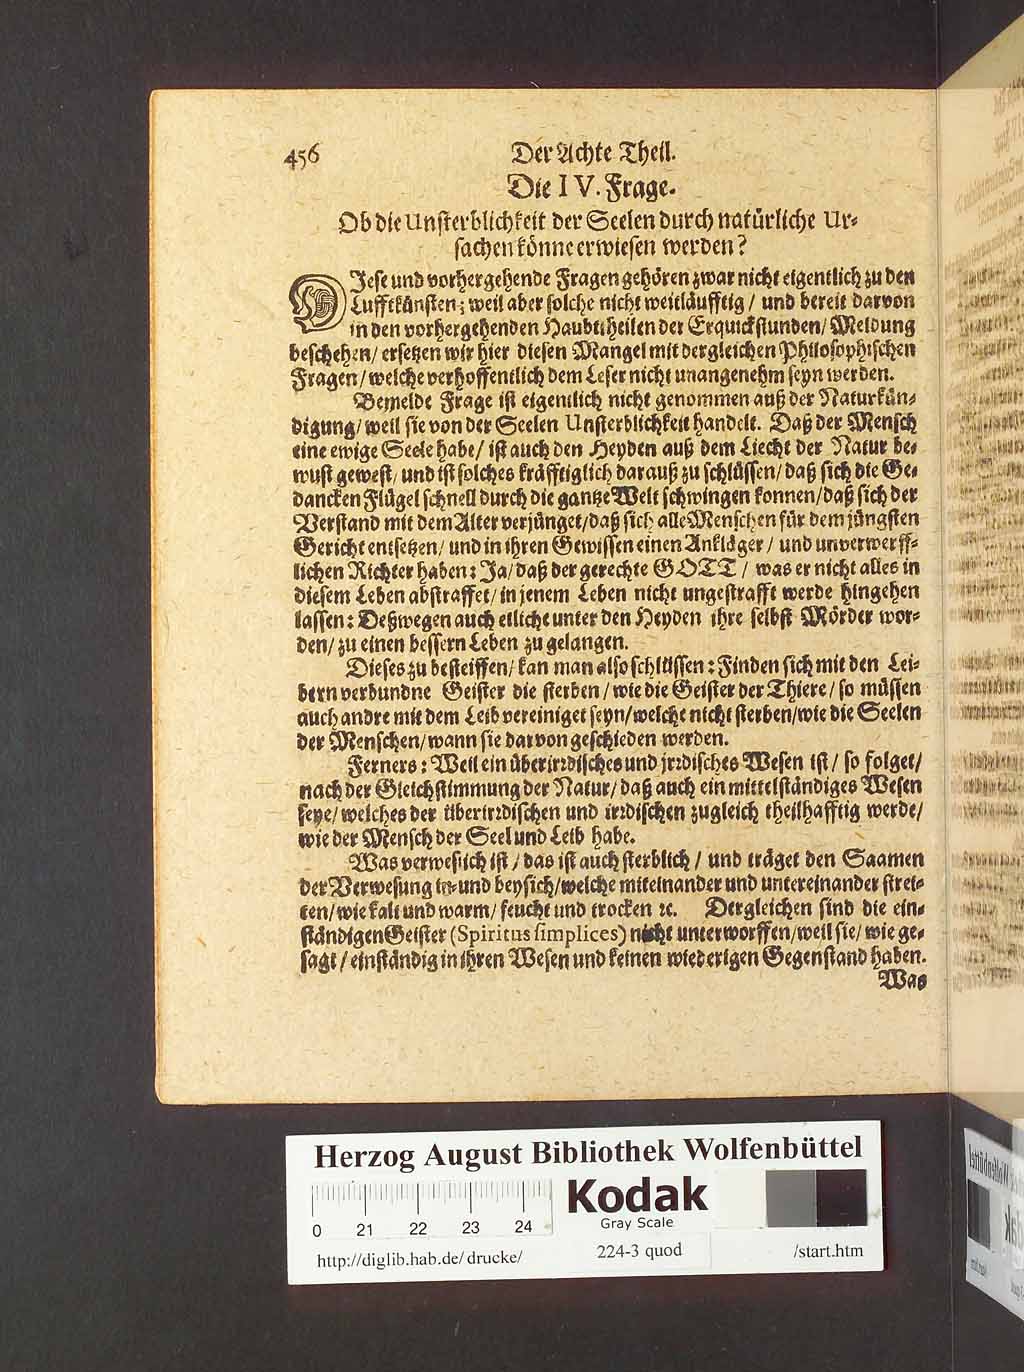 456
Der Achte Theil.
Die IV. Frage.
Ob die Unsterblichkeit der Seelen durch natürliche Ur-
sachen könne erwiesen werden?
DJese und vorhergehende Fragen gehören zwar nicht eigentlich zu den
Lufftkünsten; weil aber solche nicht weitläufftig / und bereit darvon
in den vorhergehenden Haubttheilen der Erquickstunden/ Meldung
beschehen/ ersetzen wir hier diesen Mangel mit dergleichen Philosophischen
Fragen/ welche verhoffentlich dem Leser nicht unangenehm seyn werden.
Bemelde Frage ist eigentlich nicht genommen auß der Naturkün-
digung/ weil sie von der Seelen Unsterblichkeit handelt. Daß der Mensch
eine ewige Seele habe/ ist auch den Heyden auß dem Liecht der Natur be-
wust gewest/ und ist solches kräfftiglich darauß zu schlüssen/ daß sich die Ge-
dancken Flügel schnell durch die gantze Welt schwingen konnen/ daß sich der
Verstand mit dem Alter verjünget/ daß sich alle Menschen für dem jüngsten
Gericht entsetzen/ und in ihren Gewissen einen Ankläger / und unverwerff-
lichen Richter haben: Ja/ daß der gerechte GOTT / was er nicht alles in
diesem Leben abstraffet/ in jenem Leben nicht ungestrafft werde hingehen
lassen: Deßwegen auch etliche unter den Heyden ihre selbst Mörder wor-
den/ zu einen bessern Leben zu gelangen.
Dieses zu besteiffen/ kan man also schlüssen: Finden sich mit den Lei-
bern verbundne Geister die sterben/ wie die Geister der Thiere/ so müssen
auch andre mit dem Leib vereiniget seyn/ welche nicht sterben/ wie die Seelen
der Menschen/ wann sie darvon geschieden werden.
Ferners: Weil ein überirrdisches und jrrdisches Wesen ist/ so folget/
nach der Gleichstimmung der Natur/ daß auch ein mittelständiges Wesen
seye/ welches der überirrdischen und irrdischen zugleich theilhafftig werde/
wie der Mensch der Seel und Leib habe.
Was verweslich ist / das ist auch sterblich / und träget den Saamen
der Verwesung in- und bey sich/ welche miteinander und untereinander strei-
ten/ wie kalt und warm/ feucht und trocken ꝛc. Dergleichen sind die ein-
ständigen Geister (Spiritus simplices) nicht unterworffen/ weil sie/ wie ge-
sagt / einständig in ihren Wesen und keinen wiederigen Gegenstand haben.
Was
Herzog August Bibliothek Wolfenbüttel
0 21 22 23 24
Kodak
Gray Scale
http://diglib.hab.de/drucke/ 224-3 quod /start.htm